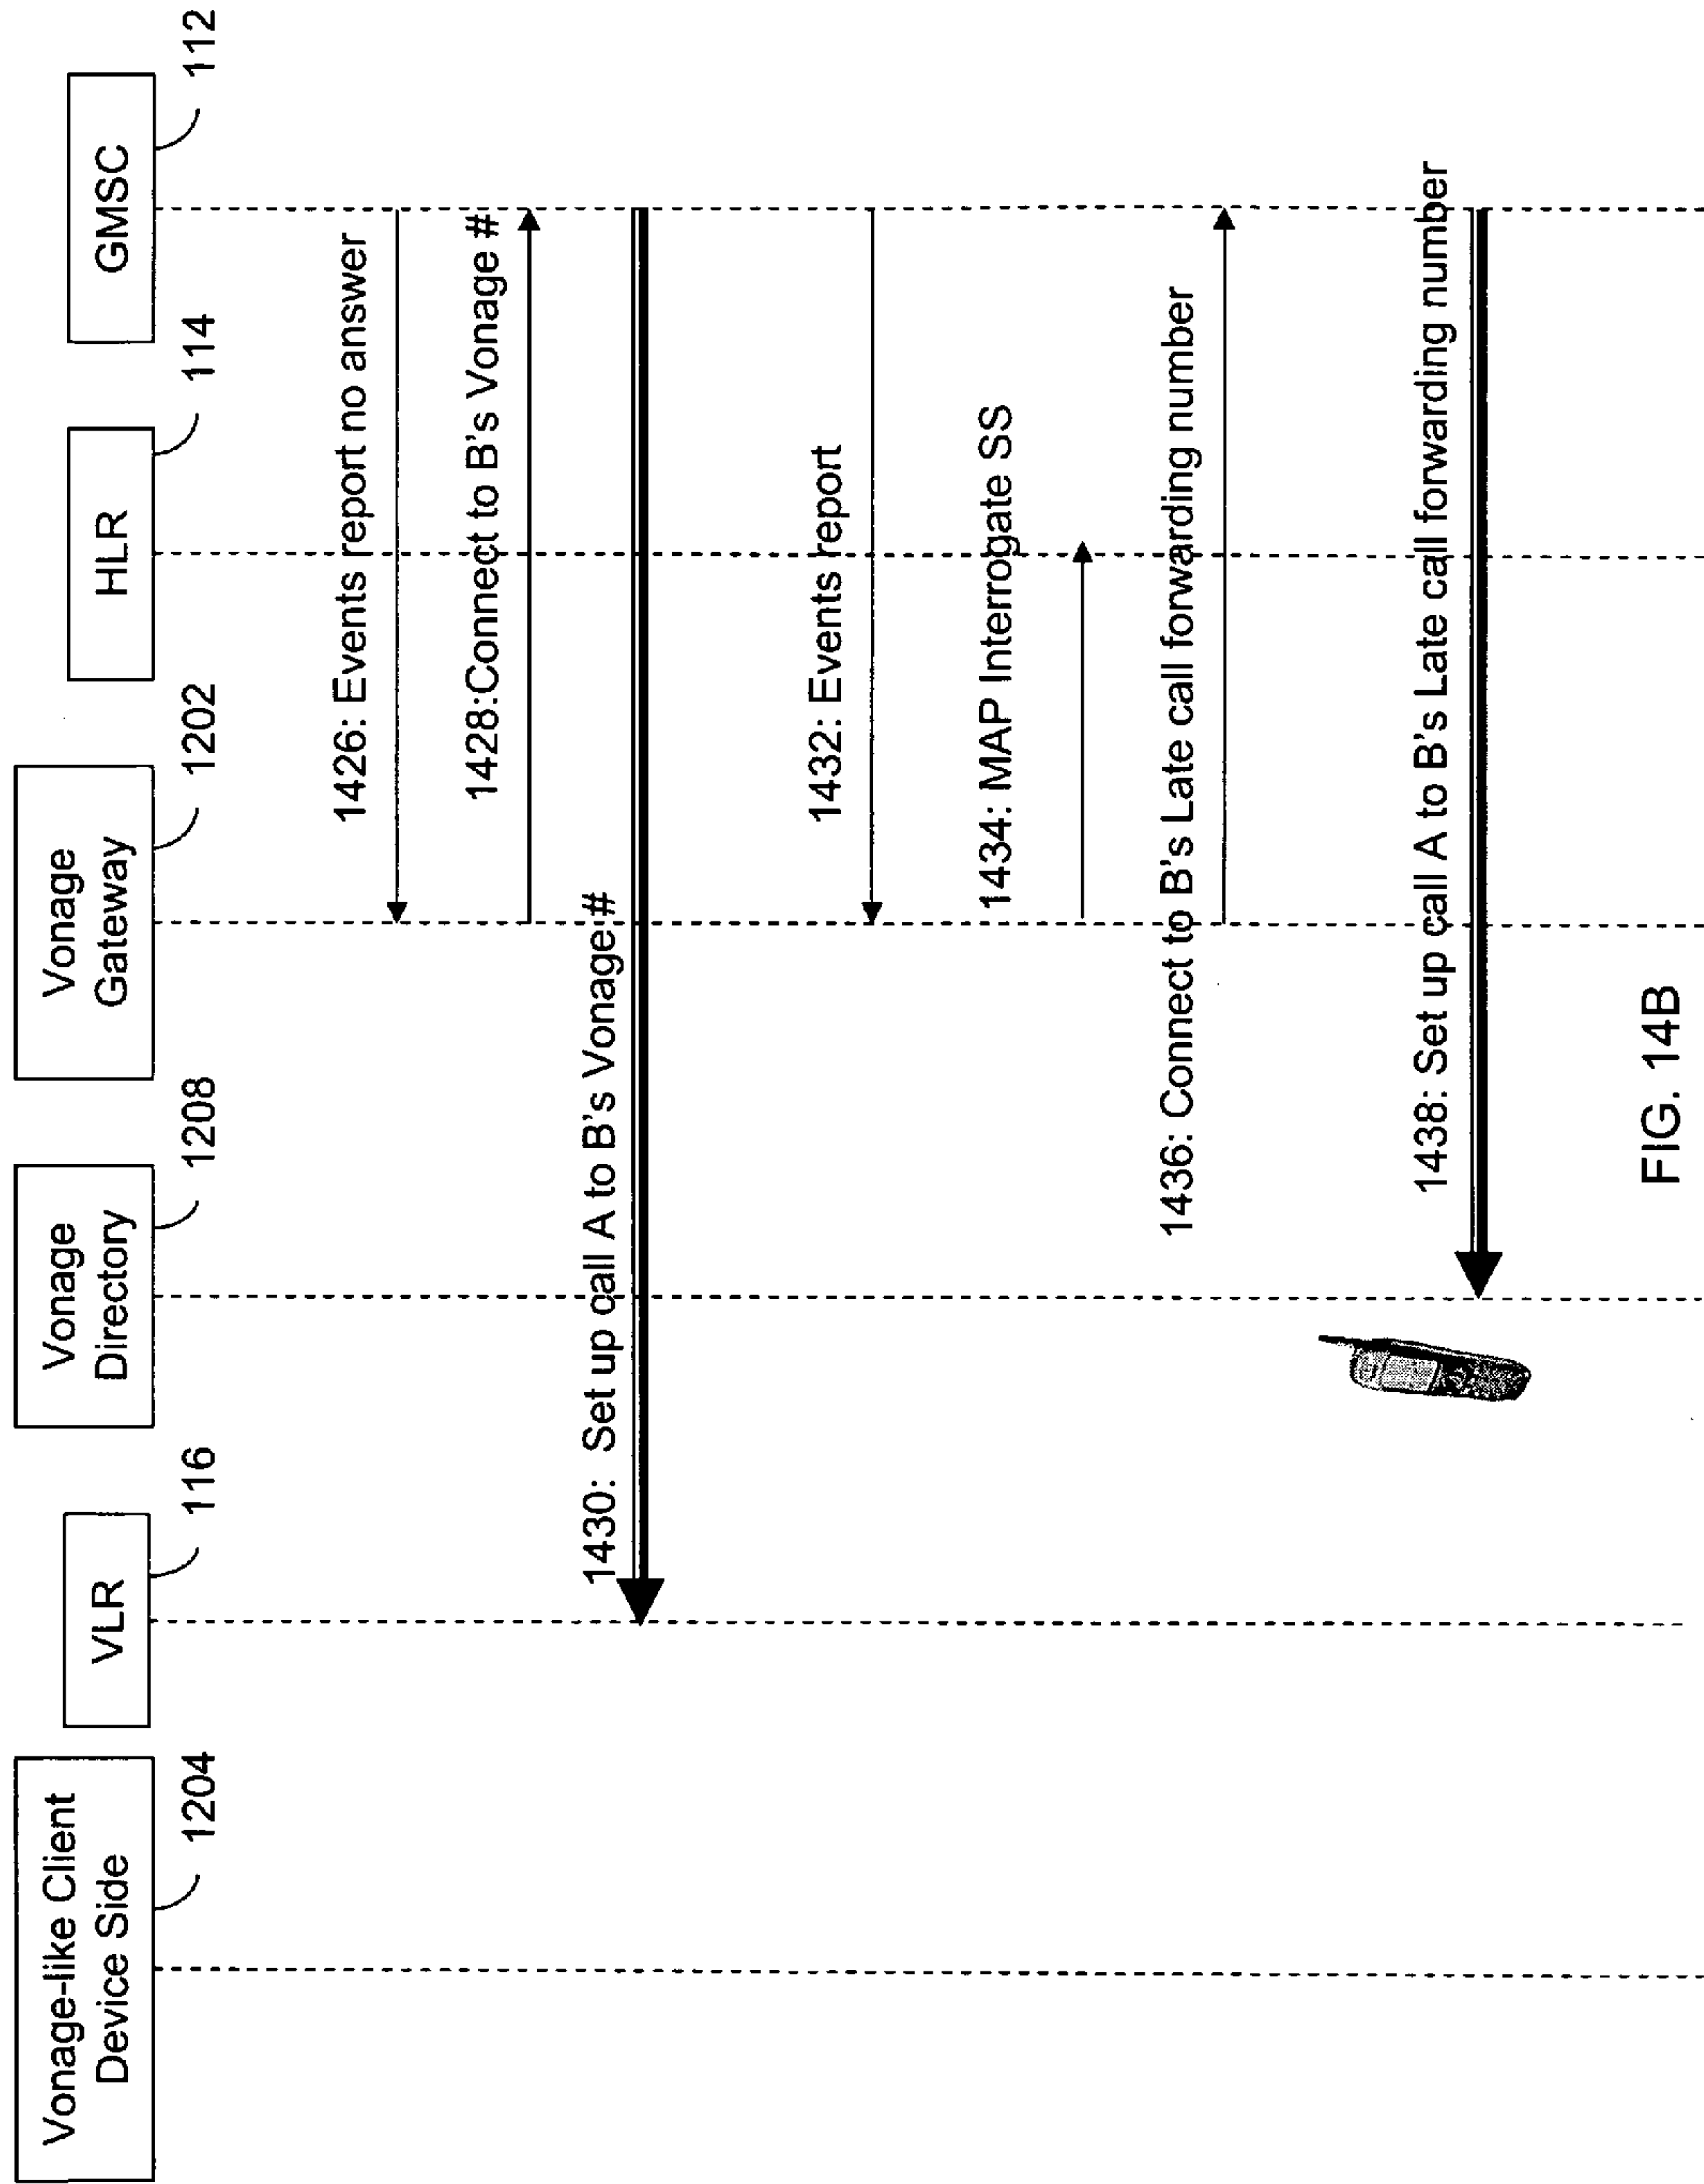 Vonage-like Client
Device Side
1204
VLR
116
Vonage
Directory
1208
Vonage
Gateway
1202
HLR
114
GMSC
112
1426: Events report no answer
1428:Connect to B's Vonage #
1430: Set up call A to B's Vonage #
1432: Events report
1434: MAP Interrogate SS
1436: Connect to B's Late call forwarding number
1438: Set up call A to B's Late call forwarding number
FIG. 14B